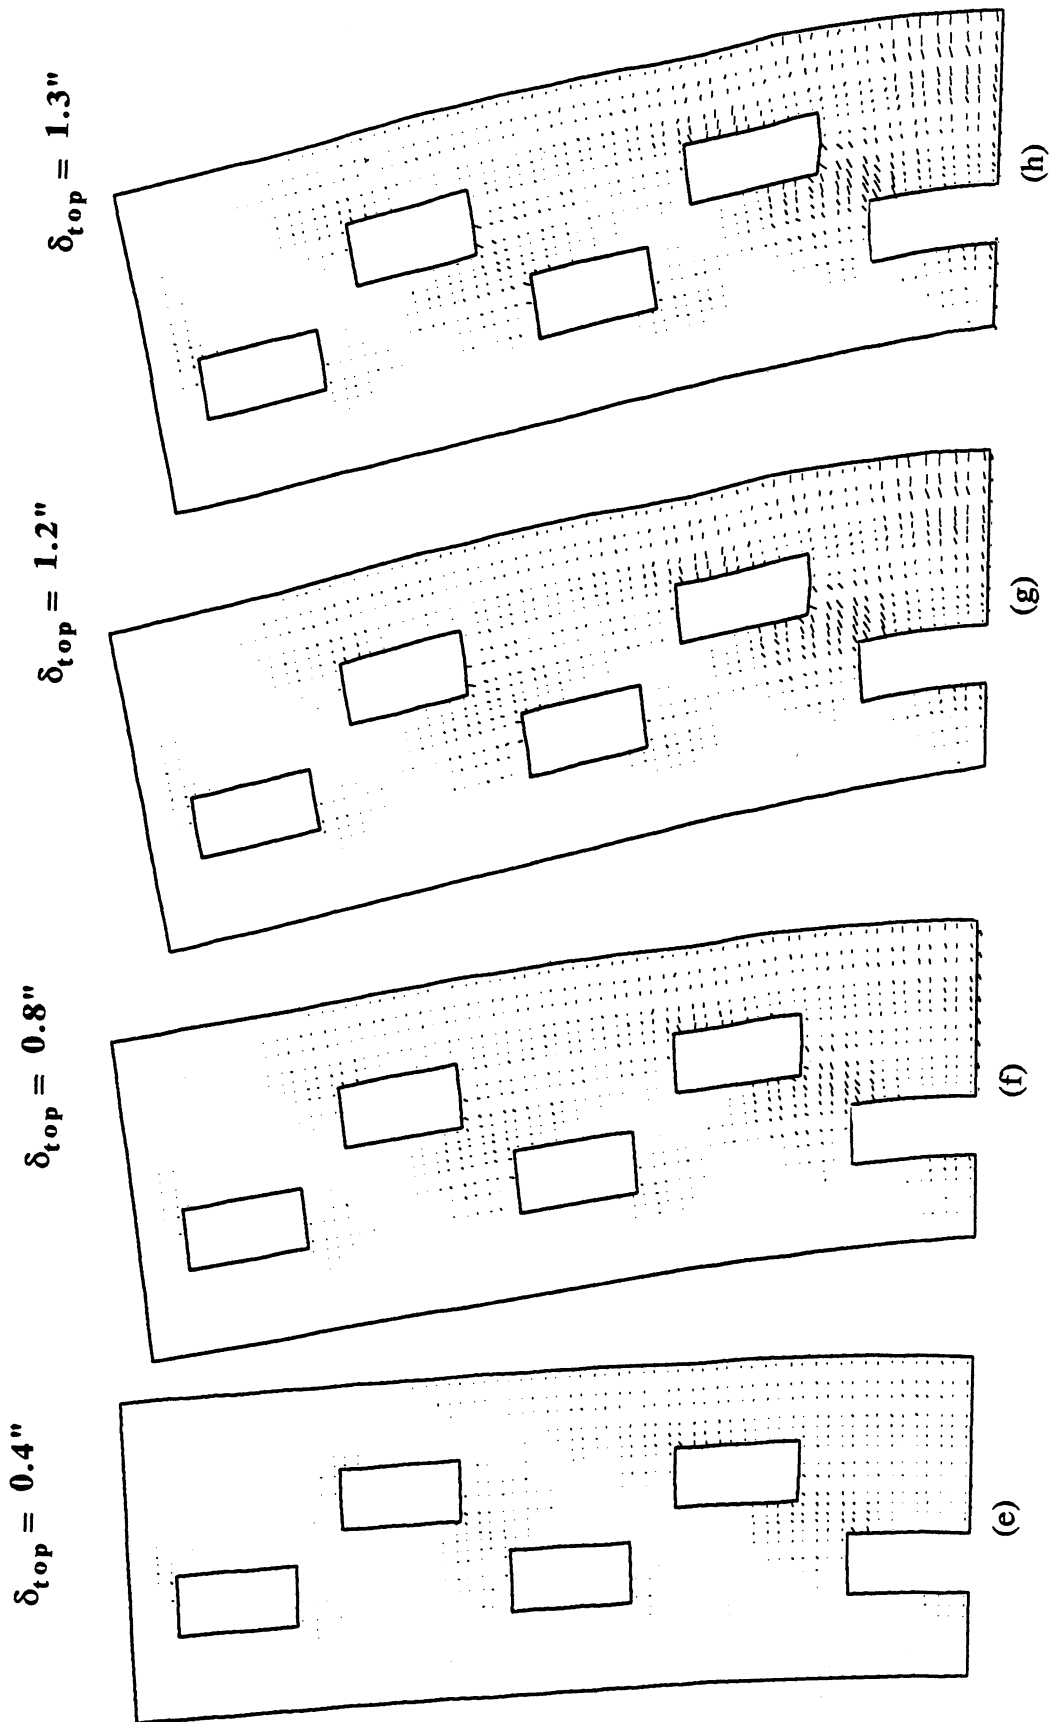 δtop = 0.4"
δtop = 0.8"
δtop = 1.2"
δtop = 1.3"
(e)
(f)
(g)
(h)